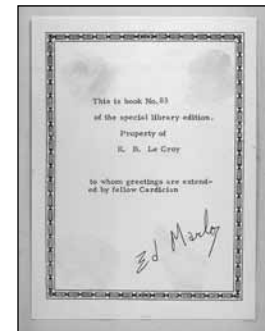 This is book No. 83
of the special library edition.
Property of
R. B. Le Croy
to whom greetings are extend-
ed by fellow Cardician
Ed Marlo